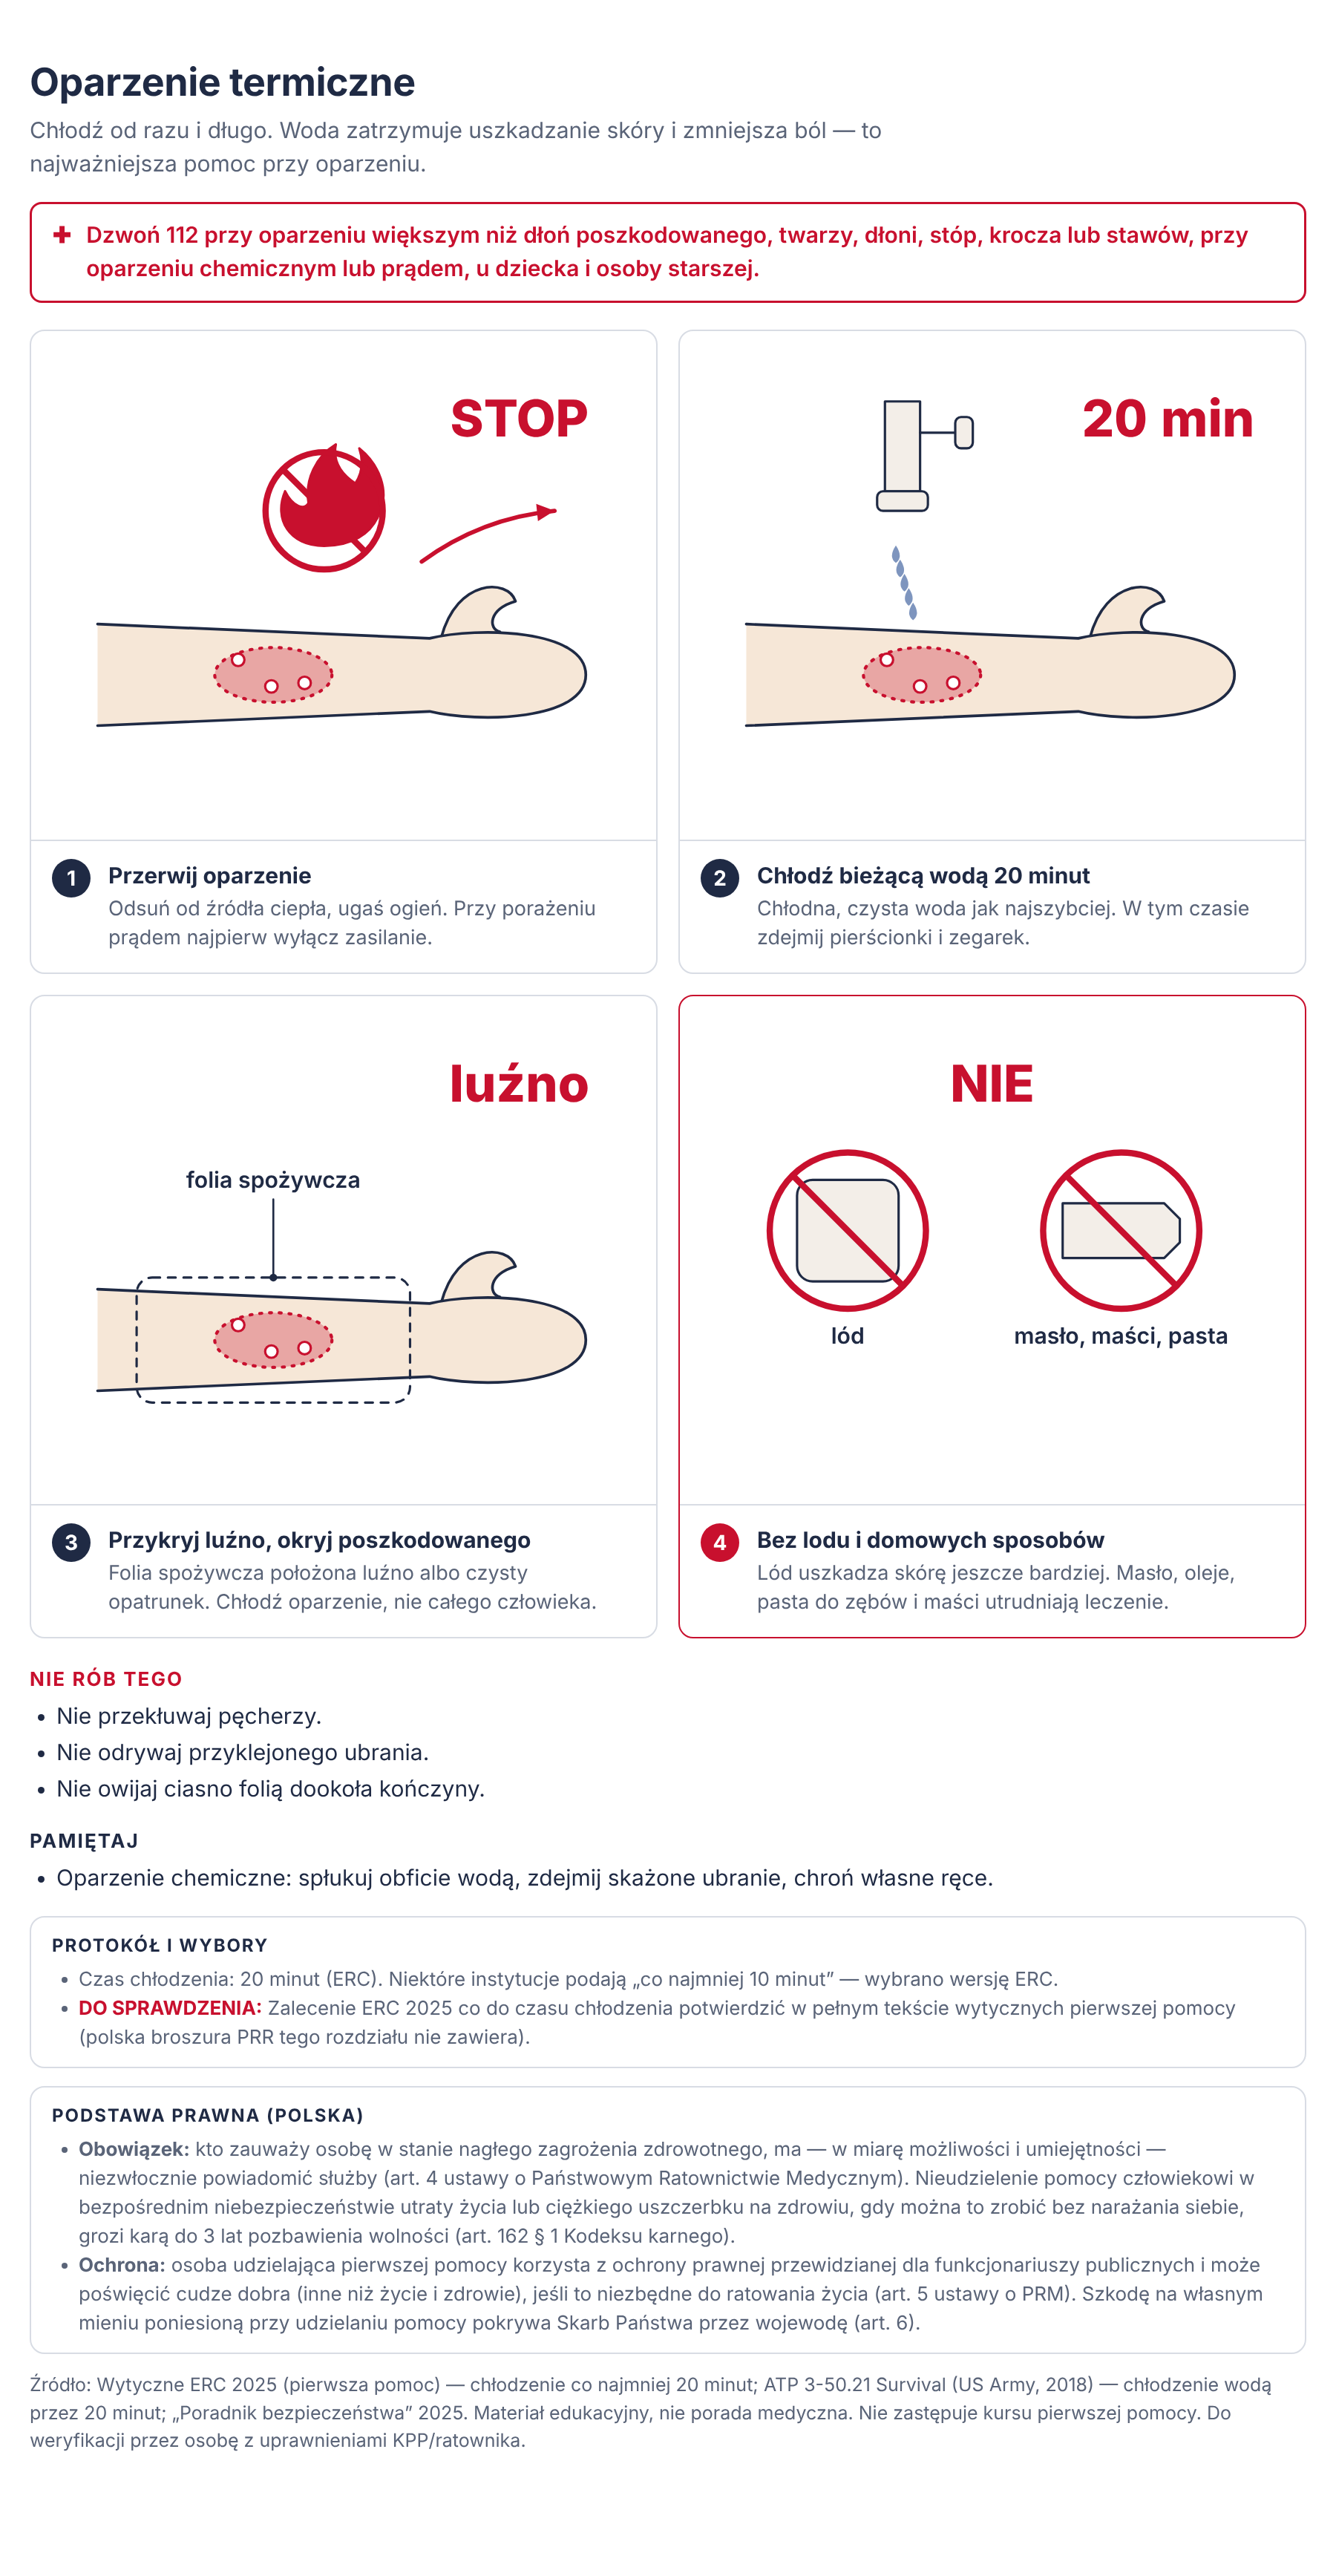 Oparzenie termiczne
Chłodź od razu i długo. Woda zatrzymuje uszkadzanie skóry i zmniejsza ból — to
najważniejsza pomoc przy oparzeniu.
Dzwoń 112 przy oparzeniu większym niż dłoń poszkodowanego, twarzy, dłoni, stóp, krocza lub stawów, przy
oparzeniu chemicznym lub prądem, u dziecka i osoby starszej.
STOP
1 Przerwij oparzenie
Odsuń od źródła ciepła, ugaś ogień. Przy porażeniu
prądem najpierw wyłącz zasilanie.
20 min
2 Chłodź bieżącą wodą 20 minut
Chłodna, czysta woda jak najszybciej. W tym czasie
zdejmij pierścionki i zegarek.
luźno
folia spożywcza
3 Przykryj luźno, okryj poszkodowanego
Folia spożywcza położona luźno albo czysty
opatrunek. Chłodź oparzenie, nie całego człowieka.
NIE
lód
masło, maści, pasta
4 Bez lodu i domowych sposobów
Lód uszkadza skórę jeszcze bardziej. Masło, oleje,
pasta do zębów i maści utrudniają leczenie.
NIE RÓB TEGO
• Nie przekłuwaj pęcherzy.
• Nie odrywaj przyklejonego ubrania.
• Nie owijaj ciasno folią dookoła kończyny.
PAMIĘTAJ
• Oparzenie chemiczne: spłukuj obficie wodą, zdejmij skażone ubranie, chroń własne ręce.
PROTOKÓŁ I WYBORY
• Czas chłodzenia: 20 minut (ERC). Niektóre instytucje podają „co najmniej 10 minut” — wybrano wersję ERC.
• DO SPRAWDZENIA: Zalecenie ERC 2025 co do czasu chłodzenia potwierdzić w pełnym tekście wytycznych pierwszej pomocy
(polska broszura PRR tego rozdziału nie zawiera).
PODSTAWA PRAWNA (POLSKA)
• Obowiązek: kto zauważy osobę w stanie nagłego zagrożenia zdrowotnego, ma — w miarę możliwości i umiejętności —
niezwłocznie powiadomić służby (art. 4 ustawy o Państwowym Ratownictwie Medycznym). Nieudzielenie pomocy człowiekowi w
bezpośrednim niebezpieczeństwie utraty życia lub ciężkiego uszczerbku na zdrowiu, gdy można to zrobić bez narażania siebie,
grozi karą do 3 lat pozbawienia wolności (art. 162 § 1 Kodeksu karnego).
• Ochrona: osoba udzielająca pierwszej pomocy korzysta z ochrony prawnej przewidzianej dla funkcjonariuszy publicznych i może
poświęcić cudze dobra (inne niż życie i zdrowie), jeśli to niezbędne do ratowania życia (art. 5 ustawy o PRM). Szkodę na własnym
mieniu poniesioną przy udzielaniu pomocy pokrywa Skarb Państwa przez wojewodę (art. 6).
Źródło: Wytyczne ERC 2025 (pierwsza pomoc) — chłodzenie co najmniej 20 minut; ATP 3-50.21 Survival (US Army, 2018) — chłodzenie wodą
przez 20 minut; „Poradnik bezpieczeństwa” 2025. Materiał edukacyjny, nie porada medyczna. Nie zastępuje kursu pierwszej pomocy. Do
weryfikacji przez osobę z uprawnieniami KPP/ratownika.